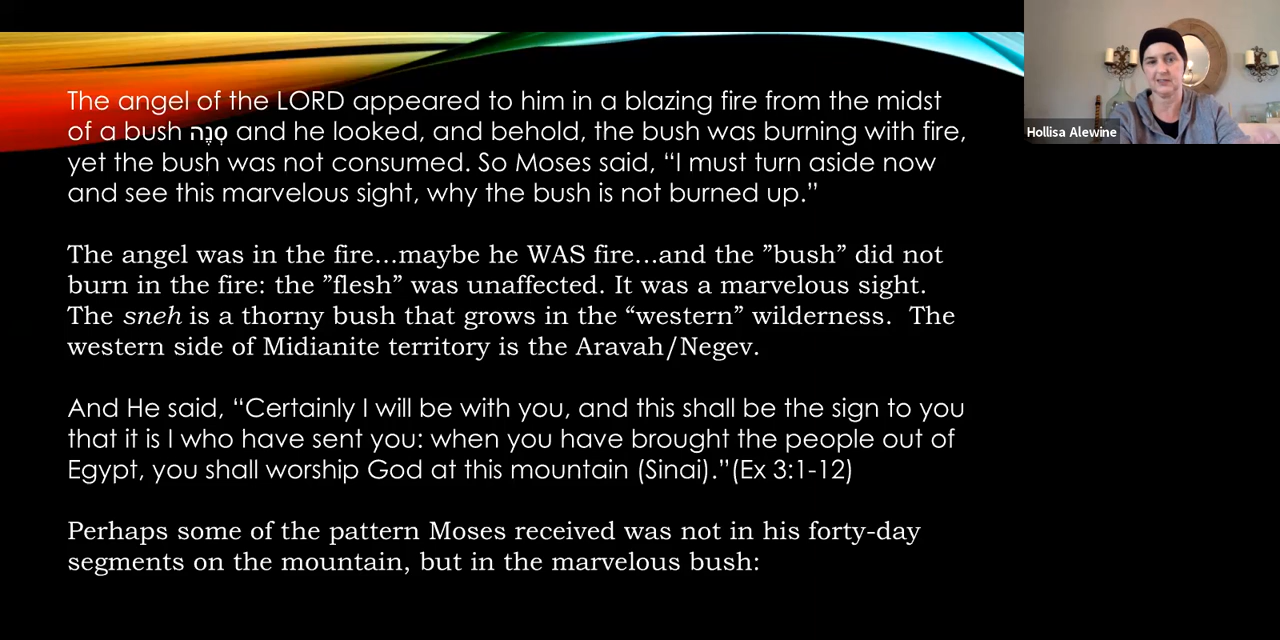 The angel of the LORD appeared to him in a blazing fire from the midst
of a bush סְנֶה and he looked, and behold, the bush was burning with fire,
yet the bush was not consumed. So Moses said, “I must turn aside now
and see this marvelous sight, why the bush is not burned up.”
The angel was in the fire…maybe he WAS fire…and the ”bush” did not
burn in the fire: the ”flesh” was unaffected. It was a marvelous sight.
The sneh is a thorny bush that grows in the “western” wilderness.  The
western side of Midianite territory is the Aravah/Negev.
And He said, “Certainly I will be with you, and this shall be the sign to you
that it is I who have sent you: when you have brought the people out of
Egypt, you shall worship God at this mountain (Sinai).”(Ex 3:1-12)
Perhaps some of the pattern Moses received was not in his forty-day
segments on the mountain, but in the marvelous bush:
Hollisa Alewine